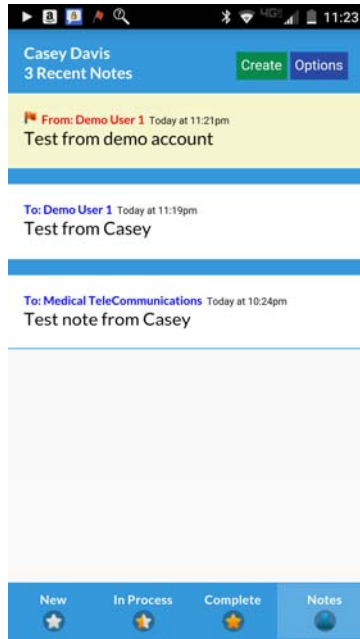 4G 11:23
Casey Davis
3 Recent Notes
Create Options
From: Demo User 1 Today at 11:21pm
Test from demo account
To: Demo User 1 Today at 11:19pm
Test from Casey
To: Medical TeleCommunications Today at 10:24pm
Test note from Casey
New In Process Complete Notes